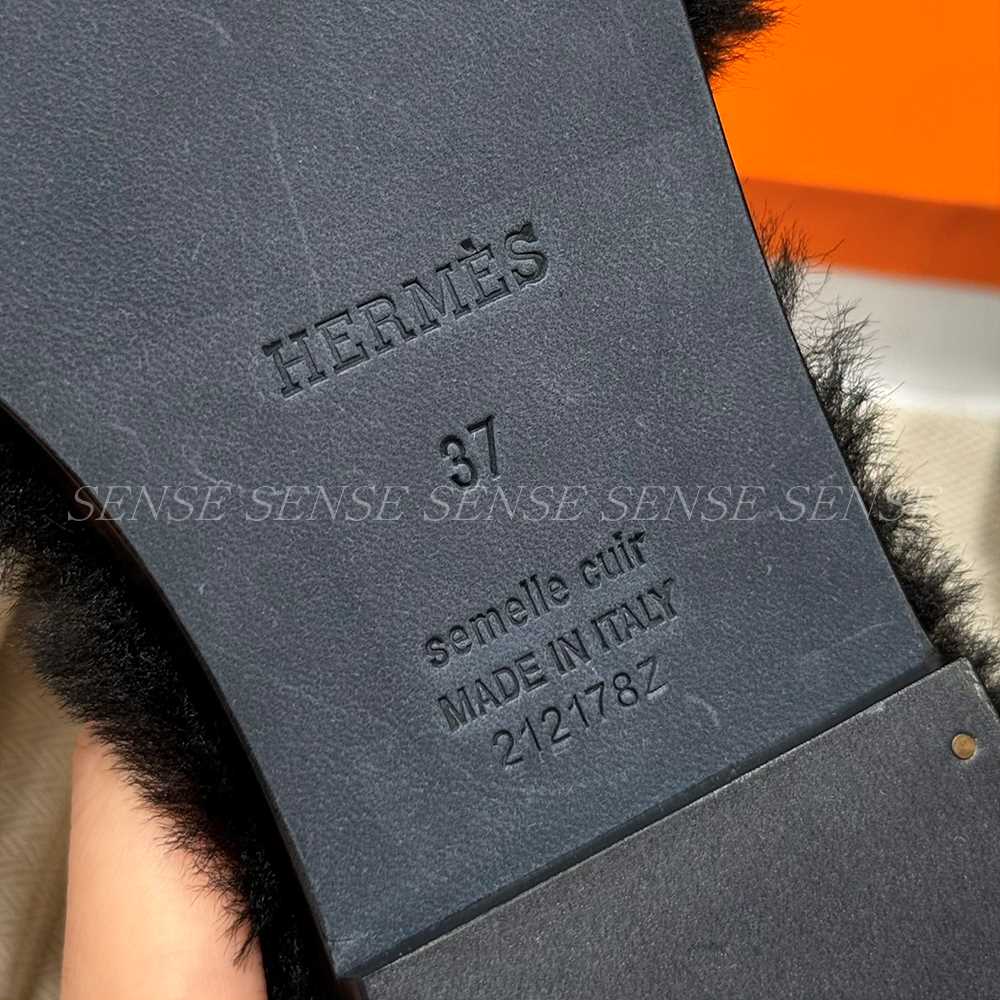 HERMÈS
37
SENSE SENSE SENSE SENSE SENSE
semelle cuir
MADE IN ITALY
212178Z